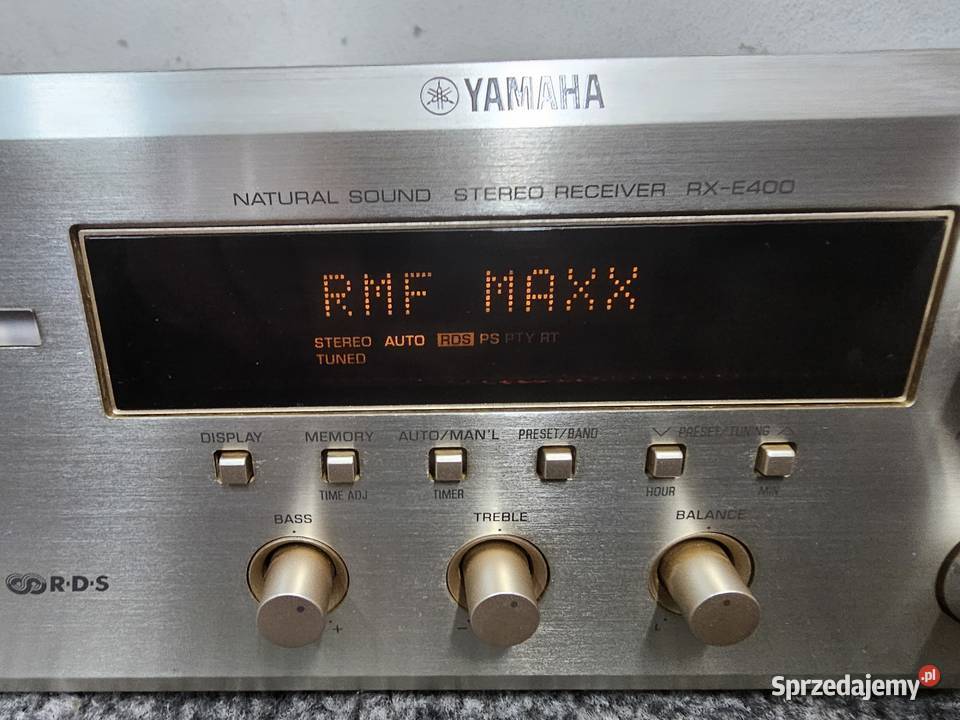 YAMAHA
NATURAL SOUND STEREO RECEIVER RX-E400
RMF MAXX
STEREO AUTO RDS PS PTY RT
TUNED
DISPLAY MEMORY AUTO/MAN'L PRESET/BAND PRESET/TUNING
TIME ADJ TIMER HOUR MIN
BASS TREBLE BALANCE
R·D·S
+ - L
Sprzedajemy.pl